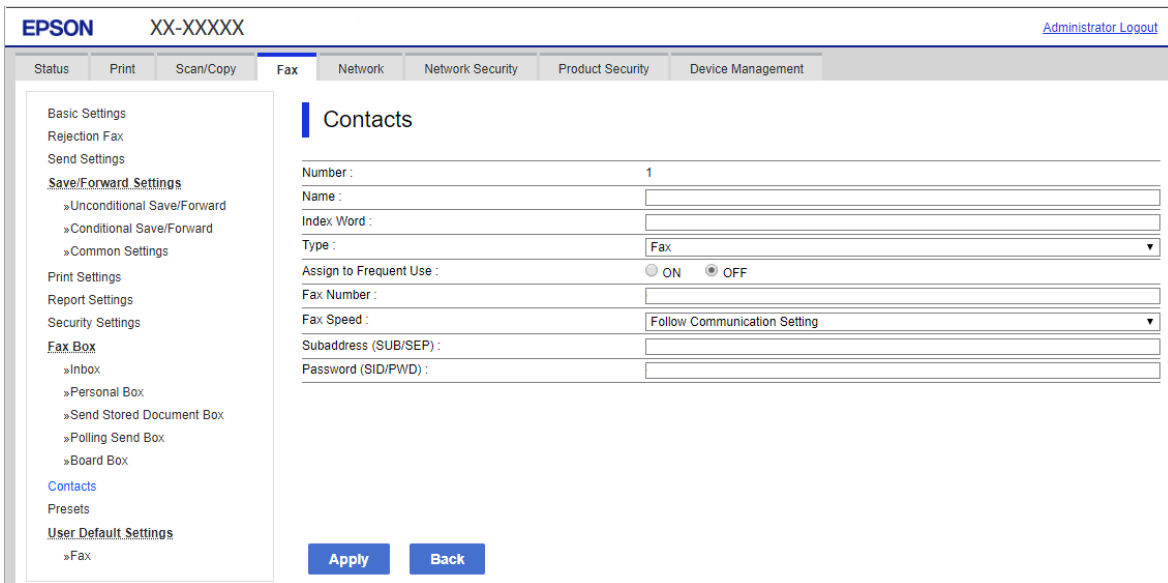 EPSON XX-XXXXX Administrator Logout
Status Print Scan/Copy Fax Network Network Security Product Security Device Management
Basic Settings
Rejection Fax
Send Settings
Save/Forward Settings
»Unconditional Save/Forward
»Conditional Save/Forward
»Common Settings
Print Settings
Report Settings
Security Settings
Fax Box
»Inbox
»Personal Box
»Send Stored Document Box
»Polling Send Box
»Board Box
Contacts
Presets
User Default Settings
»Fax
Contacts
Number : 1
Name :
Index Word :
Type : Fax
Assign to Frequent Use : ON OFF
Fax Number :
Fax Speed : Follow Communication Setting
Subaddress (SUB/SEP) :
Password (SID/PWD) :
Apply Back